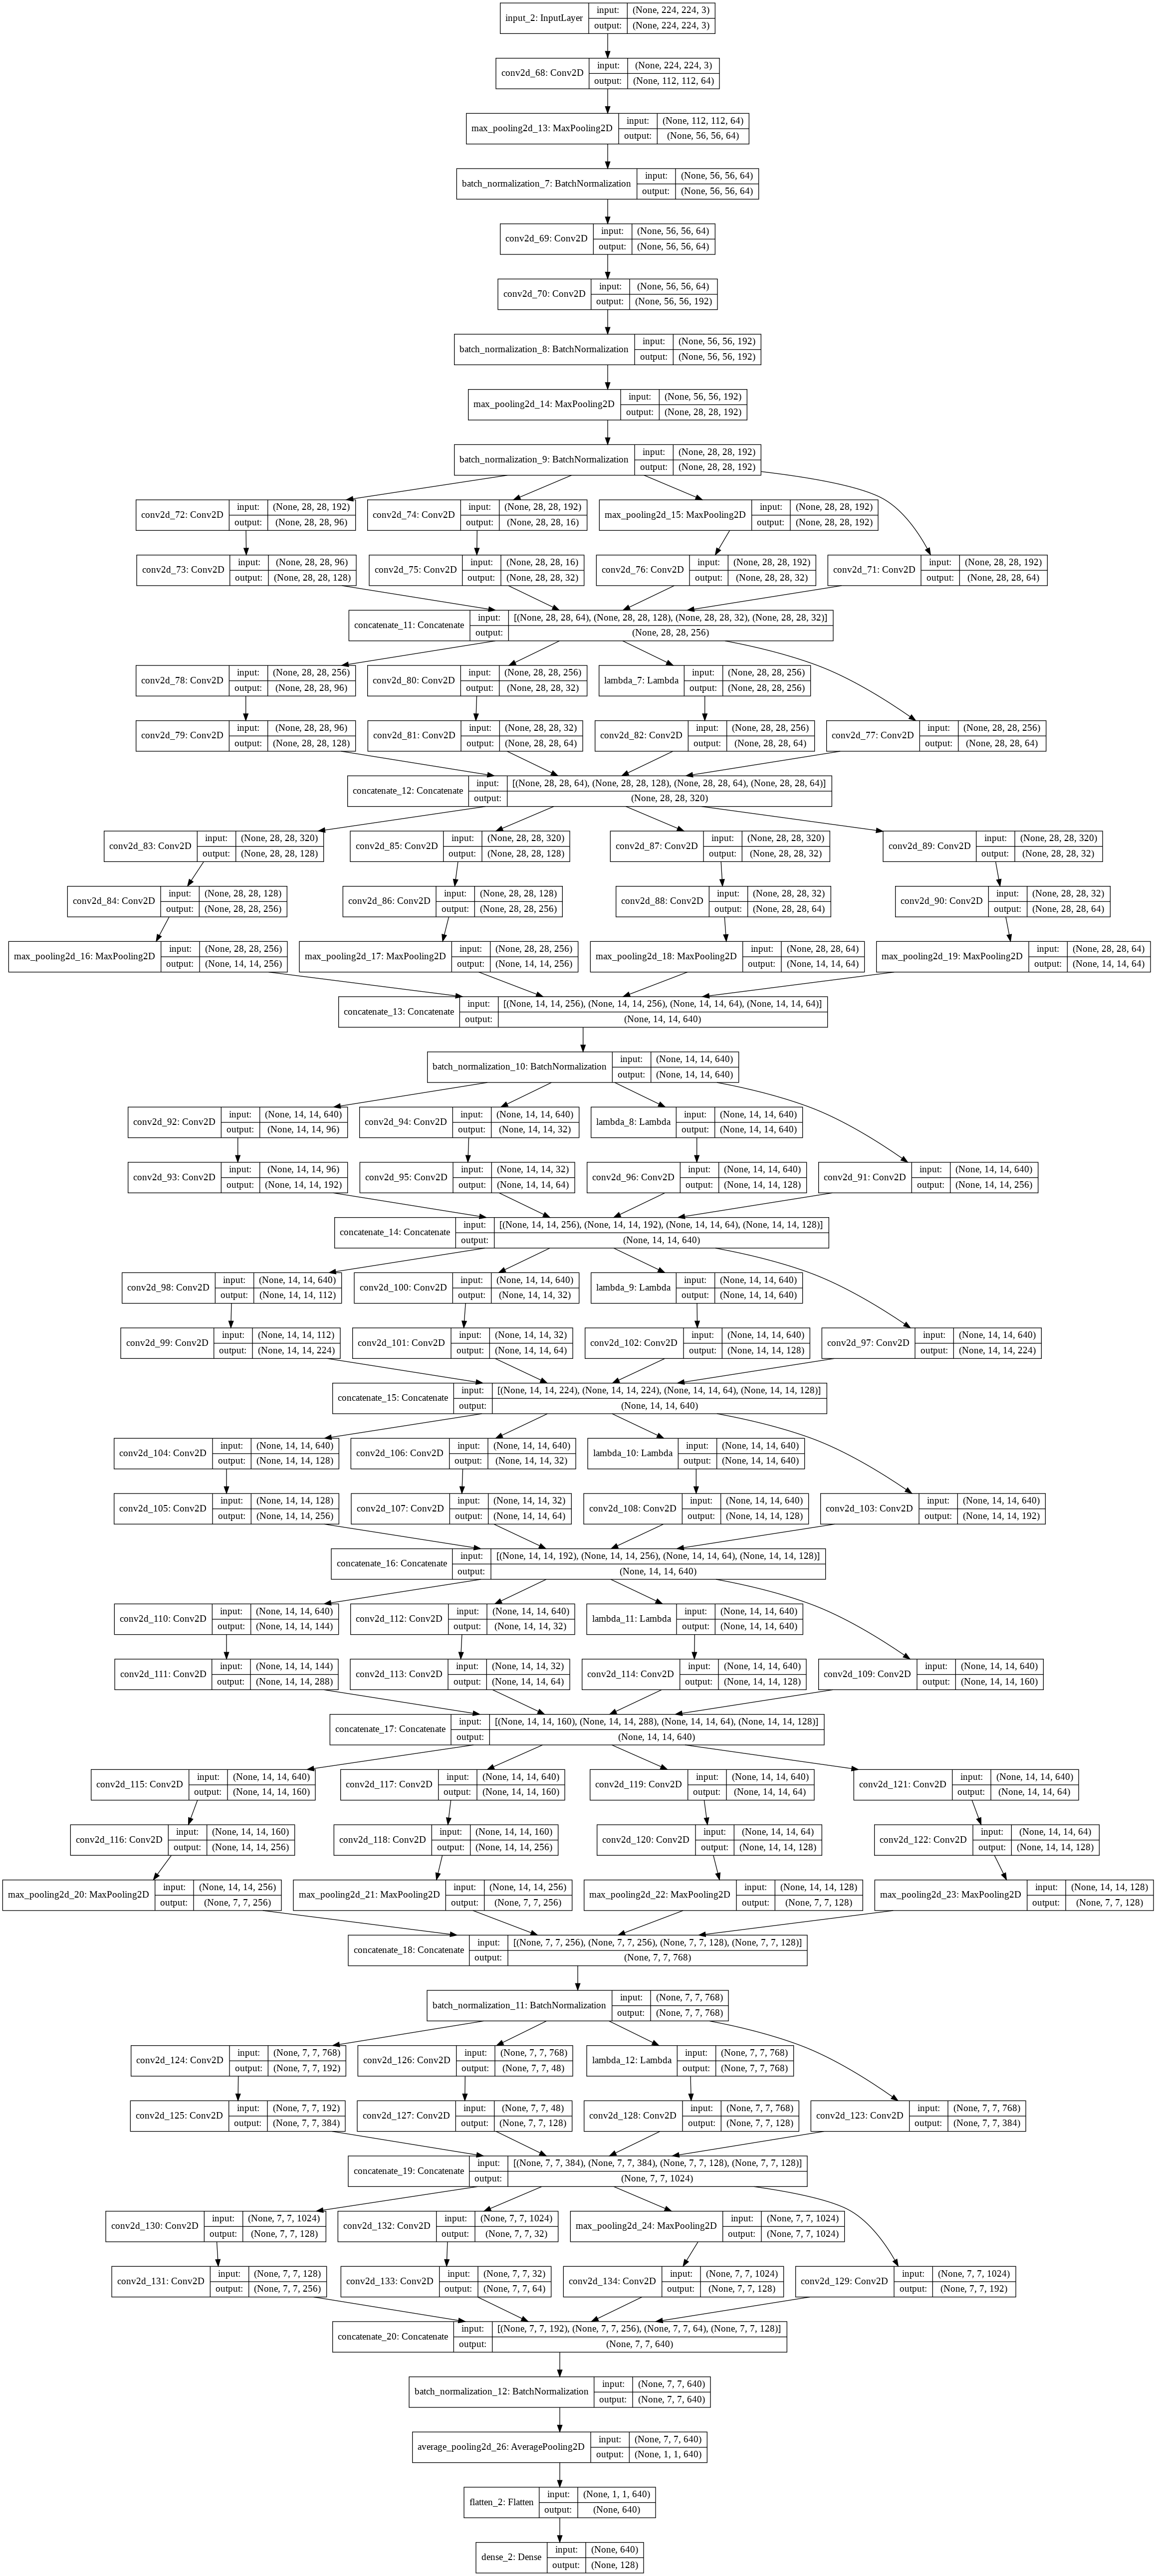 input_2: InputLayer
input: (None, 224, 224, 3)
output: (None, 224, 224, 3)
conv2d_68: Conv2D
input: (None, 224, 224, 3)
output: (None, 112, 112, 64)
max_pooling2d_13: MaxPooling2D
input: (None, 112, 112, 64)
output: (None, 56, 56, 64)
batch_normalization_7: BatchNormalization
input: (None, 56, 56, 64)
output: (None, 56, 56, 64)
conv2d_69: Conv2D
input: (None, 56, 56, 64)
output: (None, 56, 56, 64)
conv2d_70: Conv2D
input: (None, 56, 56, 64)
output: (None, 56, 56, 192)
batch_normalization_8: BatchNormalization
input: (None, 56, 56, 192)
output: (None, 56, 56, 192)
max_pooling2d_14: MaxPooling2D
input: (None, 56, 56, 192)
output: (None, 28, 28, 192)
batch_normalization_9: BatchNormalization
input: (None, 28, 28, 192)
output: (None, 28, 28, 192)
conv2d_72: Conv2D
input: (None, 28, 28, 192)
output: (None, 28, 28, 96)
conv2d_74: Conv2D
input: (None, 28, 28, 192)
output: (None, 28, 28, 16)
max_pooling2d_15: MaxPooling2D
input: (None, 28, 28, 192)
output: (None, 28, 28, 192)
conv2d_73: Conv2D
input: (None, 28, 28, 96)
output: (None, 28, 28, 128)
conv2d_75: Conv2D
input: (None, 28, 28, 16)
output: (None, 28, 28, 32)
conv2d_76: Conv2D
input: (None, 28, 28, 192)
output: (None, 28, 28, 32)
conv2d_71: Conv2D
input: (None, 28, 28, 192)
output: (None, 28, 28, 64)
concatenate_11: Concatenate
input: [(None, 28, 28, 64), (None, 28, 28, 128), (None, 28, 28, 32), (None, 28, 28, 32)]
output: (None, 28, 28, 256)
conv2d_78: Conv2D
input: (None, 28, 28, 256)
output: (None, 28, 28, 96)
conv2d_80: Conv2D
input: (None, 28, 28, 256)
output: (None, 28, 28, 32)
lambda_7: Lambda
input: (None, 28, 28, 256)
output: (None, 28, 28, 256)
conv2d_79: Conv2D
input: (None, 28, 28, 96)
output: (None, 28, 28, 128)
conv2d_81: Conv2D
input: (None, 28, 28, 32)
output: (None, 28, 28, 64)
conv2d_82: Conv2D
input: (None, 28, 28, 256)
output: (None, 28, 28, 64)
conv2d_77: Conv2D
input: (None, 28, 28, 256)
output: (None, 28, 28, 64)
concatenate_12: Concatenate
input: [(None, 28, 28, 64), (None, 28, 28, 128), (None, 28, 28, 64), (None, 28, 28, 64)]
output: (None, 28, 28, 320)
conv2d_83: Conv2D
input: (None, 28, 28, 320)
output: (None, 28, 28, 128)
conv2d_85: Conv2D
input: (None, 28, 28, 320)
output: (None, 28, 28, 128)
conv2d_87: Conv2D
input: (None, 28, 28, 320)
output: (None, 28, 28, 32)
conv2d_89: Conv2D
input: (None, 28, 28, 320)
output: (None, 28, 28, 32)
conv2d_84: Conv2D
input: (None, 28, 28, 128)
output: (None, 28, 28, 256)
conv2d_86: Conv2D
input: (None, 28, 28, 128)
output: (None, 28, 28, 256)
conv2d_88: Conv2D
input: (None, 28, 28, 32)
output: (None, 28, 28, 64)
conv2d_90: Conv2D
input: (None, 28, 28, 32)
output: (None, 28, 28, 64)
max_pooling2d_16: MaxPooling2D
input: (None, 28, 28, 256)
output: (None, 14, 14, 256)
max_pooling2d_17: MaxPooling2D
input: (None, 28, 28, 256)
output: (None, 14, 14, 256)
max_pooling2d_18: MaxPooling2D
input: (None, 28, 28, 64)
output: (None, 14, 14, 64)
max_pooling2d_19: MaxPooling2D
input: (None, 28, 28, 64)
output: (None, 14, 14, 64)
concatenate_13: Concatenate
input: [(None, 14, 14, 256), (None, 14, 14, 256), (None, 14, 14, 64), (None, 14, 14, 64)]
output: (None, 14, 14, 640)
batch_normalization_10: BatchNormalization
input: (None, 14, 14, 640)
output: (None, 14, 14, 640)
conv2d_92: Conv2D
input: (None, 14, 14, 640)
output: (None, 14, 14, 96)
conv2d_94: Conv2D
input: (None, 14, 14, 640)
output: (None, 14, 14, 32)
lambda_8: Lambda
input: (None, 14, 14, 640)
output: (None, 14, 14, 640)
conv2d_93: Conv2D
input: (None, 14, 14, 96)
output: (None, 14, 14, 192)
conv2d_95: Conv2D
input: (None, 14, 14, 32)
output: (None, 14, 14, 64)
conv2d_96: Conv2D
input: (None, 14, 14, 640)
output: (None, 14, 14, 128)
conv2d_91: Conv2D
input: (None, 14, 14, 640)
output: (None, 14, 14, 256)
concatenate_14: Concatenate
input: [(None, 14, 14, 256), (None, 14, 14, 192), (None, 14, 14, 64), (None, 14, 14, 128)]
output: (None, 14, 14, 640)
conv2d_98: Conv2D
input: (None, 14, 14, 640)
output: (None, 14, 14, 112)
conv2d_100: Conv2D
input: (None, 14, 14, 640)
output: (None, 14, 14, 32)
lambda_9: Lambda
input: (None, 14, 14, 640)
output: (None, 14, 14, 640)
conv2d_99: Conv2D
input: (None, 14, 14, 112)
output: (None, 14, 14, 224)
conv2d_101: Conv2D
input: (None, 14, 14, 32)
output: (None, 14, 14, 64)
conv2d_102: Conv2D
input: (None, 14, 14, 640)
output: (None, 14, 14, 128)
conv2d_97: Conv2D
input: (None, 14, 14, 640)
output: (None, 14, 14, 224)
concatenate_15: Concatenate
input: [(None, 14, 14, 224), (None, 14, 14, 224), (None, 14, 14, 64), (None, 14, 14, 128)]
output: (None, 14, 14, 640)
conv2d_104: Conv2D
input: (None, 14, 14, 640)
output: (None, 14, 14, 128)
conv2d_106: Conv2D
input: (None, 14, 14, 640)
output: (None, 14, 14, 32)
lambda_10: Lambda
input: (None, 14, 14, 640)
output: (None, 14, 14, 640)
conv2d_105: Conv2D
input: (None, 14, 14, 128)
output: (None, 14, 14, 256)
conv2d_107: Conv2D
input: (None, 14, 14, 32)
output: (None, 14, 14, 64)
conv2d_108: Conv2D
input: (None, 14, 14, 640)
output: (None, 14, 14, 128)
conv2d_103: Conv2D
input: (None, 14, 14, 640)
output: (None, 14, 14, 192)
concatenate_16: Concatenate
input: [(None, 14, 14, 192), (None, 14, 14, 256), (None, 14, 14, 64), (None, 14, 14, 128)]
output: (None, 14, 14, 640)
conv2d_110: Conv2D
input: (None, 14, 14, 640)
output: (None, 14, 14, 144)
conv2d_112: Conv2D
input: (None, 14, 14, 640)
output: (None, 14, 14, 32)
lambda_11: Lambda
input: (None, 14, 14, 640)
output: (None, 14, 14, 640)
conv2d_111: Conv2D
input: (None, 14, 14, 144)
output: (None, 14, 14, 288)
conv2d_113: Conv2D
input: (None, 14, 14, 32)
output: (None, 14, 14, 64)
conv2d_114: Conv2D
input: (None, 14, 14, 640)
output: (None, 14, 14, 128)
conv2d_109: Conv2D
input: (None, 14, 14, 640)
output: (None, 14, 14, 160)
concatenate_17: Concatenate
input: [(None, 14, 14, 160), (None, 14, 14, 288), (None, 14, 14, 64), (None, 14, 14, 128)]
output: (None, 14, 14, 640)
conv2d_115: Conv2D
input: (None, 14, 14, 640)
output: (None, 14, 14, 160)
conv2d_117: Conv2D
input: (None, 14, 14, 640)
output: (None, 14, 14, 160)
conv2d_119: Conv2D
input: (None, 14, 14, 640)
output: (None, 14, 14, 64)
conv2d_121: Conv2D
input: (None, 14, 14, 640)
output: (None, 14, 14, 64)
conv2d_116: Conv2D
input: (None, 14, 14, 160)
output: (None, 14, 14, 256)
conv2d_118: Conv2D
input: (None, 14, 14, 160)
output: (None, 14, 14, 256)
conv2d_120: Conv2D
input: (None, 14, 14, 64)
output: (None, 14, 14, 128)
conv2d_122: Conv2D
input: (None, 14, 14, 64)
output: (None, 14, 14, 128)
max_pooling2d_20: MaxPooling2D
input: (None, 14, 14, 256)
output: (None, 7, 7, 256)
max_pooling2d_21: MaxPooling2D
input: (None, 14, 14, 256)
output: (None, 7, 7, 256)
max_pooling2d_22: MaxPooling2D
input: (None, 14, 14, 128)
output: (None, 7, 7, 128)
max_pooling2d_23: MaxPooling2D
input: (None, 14, 14, 128)
output: (None, 7, 7, 128)
concatenate_18: Concatenate
input: [(None, 7, 7, 256), (None, 7, 7, 256), (None, 7, 7, 128), (None, 7, 7, 128)]
output: (None, 7, 7, 768)
batch_normalization_11: BatchNormalization
input: (None, 7, 7, 768)
output: (None, 7, 7, 768)
conv2d_124: Conv2D
input: (None, 7, 7, 768)
output: (None, 7, 7, 192)
conv2d_126: Conv2D
input: (None, 7, 7, 768)
output: (None, 7, 7, 48)
lambda_12: Lambda
input: (None, 7, 7, 768)
output: (None, 7, 7, 768)
conv2d_125: Conv2D
input: (None, 7, 7, 192)
output: (None, 7, 7, 384)
conv2d_127: Conv2D
input: (None, 7, 7, 48)
output: (None, 7, 7, 128)
conv2d_128: Conv2D
input: (None, 7, 7, 768)
output: (None, 7, 7, 128)
conv2d_123: Conv2D
input: (None, 7, 7, 768)
output: (None, 7, 7, 384)
concatenate_19: Concatenate
input: [(None, 7, 7, 384), (None, 7, 7, 384), (None, 7, 7, 128), (None, 7, 7, 128)]
output: (None, 7, 7, 1024)
conv2d_130: Conv2D
input: (None, 7, 7, 1024)
output: (None, 7, 7, 128)
conv2d_132: Conv2D
input: (None, 7, 7, 1024)
output: (None, 7, 7, 32)
max_pooling2d_24: MaxPooling2D
input: (None, 7, 7, 1024)
output: (None, 7, 7, 1024)
conv2d_131: Conv2D
input: (None, 7, 7, 128)
output: (None, 7, 7, 256)
conv2d_133: Conv2D
input: (None, 7, 7, 32)
output: (None, 7, 7, 64)
conv2d_134: Conv2D
input: (None, 7, 7, 1024)
output: (None, 7, 7, 128)
conv2d_129: Conv2D
input: (None, 7, 7, 1024)
output: (None, 7, 7, 192)
concatenate_20: Concatenate
input: [(None, 7, 7, 192), (None, 7, 7, 256), (None, 7, 7, 64), (None, 7, 7, 128)]
output: (None, 7, 7, 640)
batch_normalization_12: BatchNormalization
input: (None, 7, 7, 640)
output: (None, 7, 7, 640)
average_pooling2d_26: AveragePooling2D
input: (None, 7, 7, 640)
output: (None, 1, 1, 640)
flatten_2: Flatten
input: (None, 1, 1, 640)
output: (None, 640)
dense_2: Dense
input: (None, 640)
output: (None, 128)